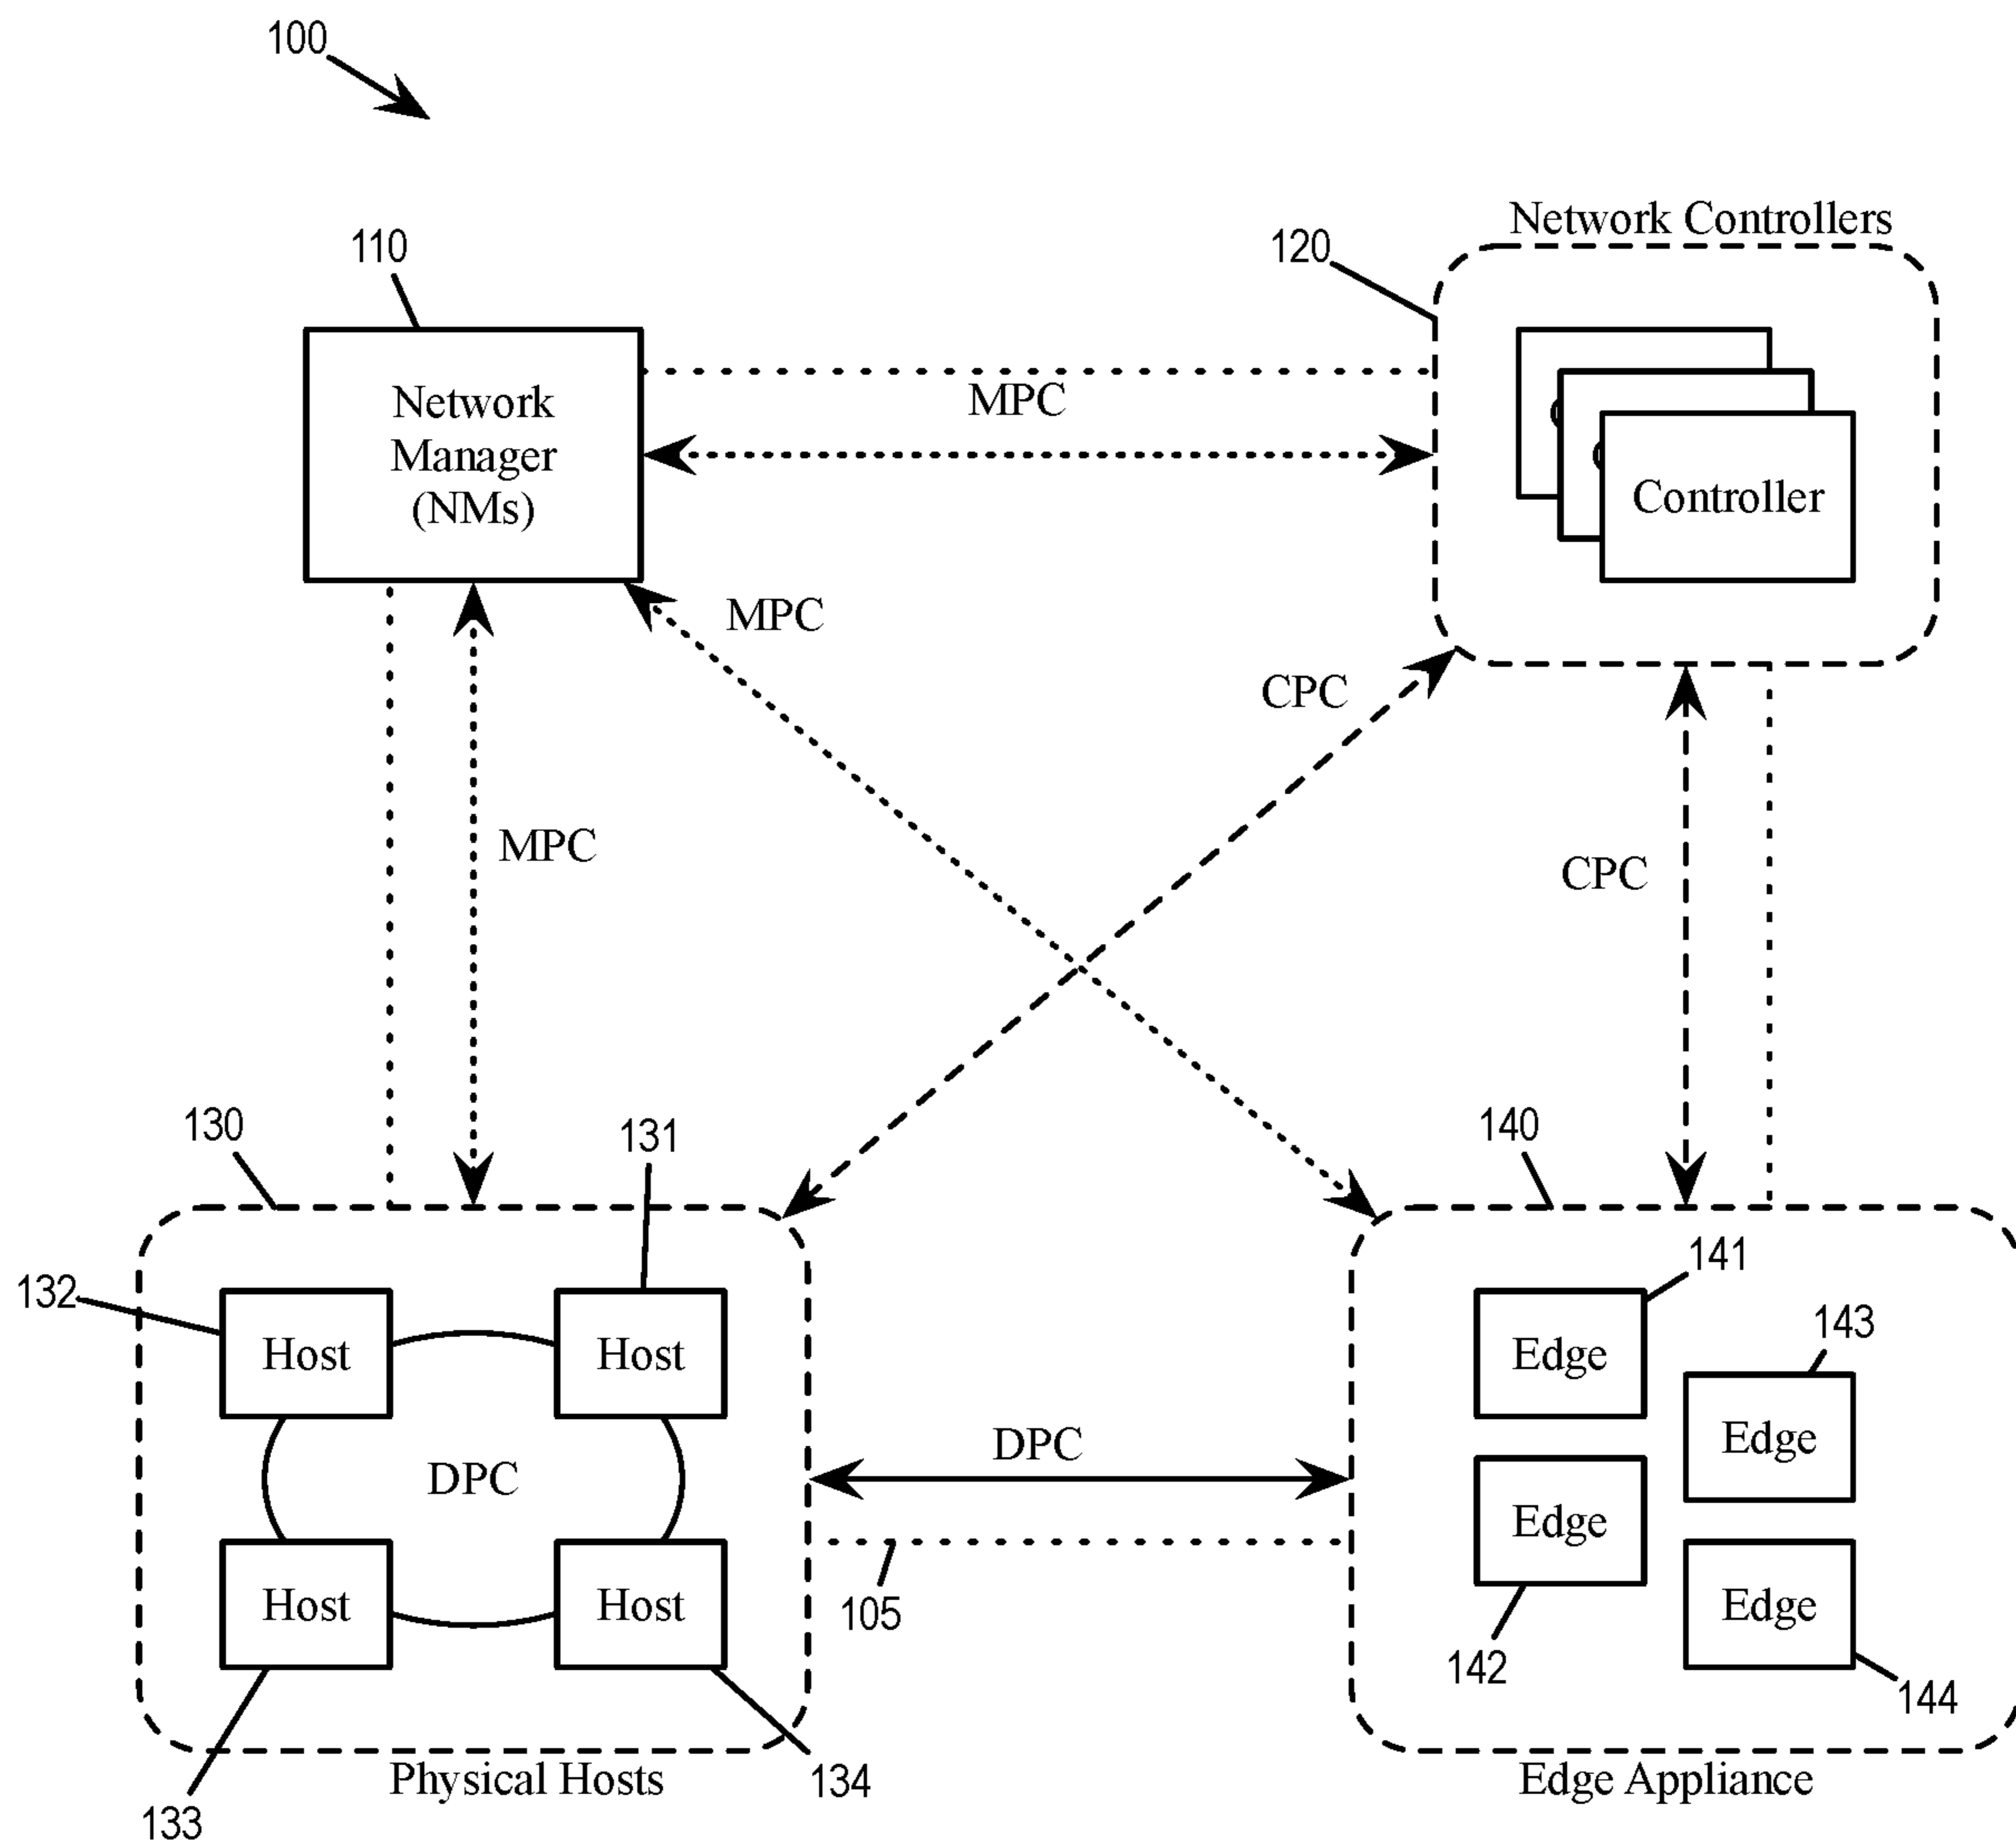 100
Network Controllers
110
120
Network
Manager
(NMs)
MPC
Controller
MPC
CPC
MPC
CPC
130
131
140
132
141
143
Host
Host
Edge
Edge
DPC
DPC
Edge
Host
Host
Edge
105
142
144
Physical Hosts
134
Edge Appliance
133